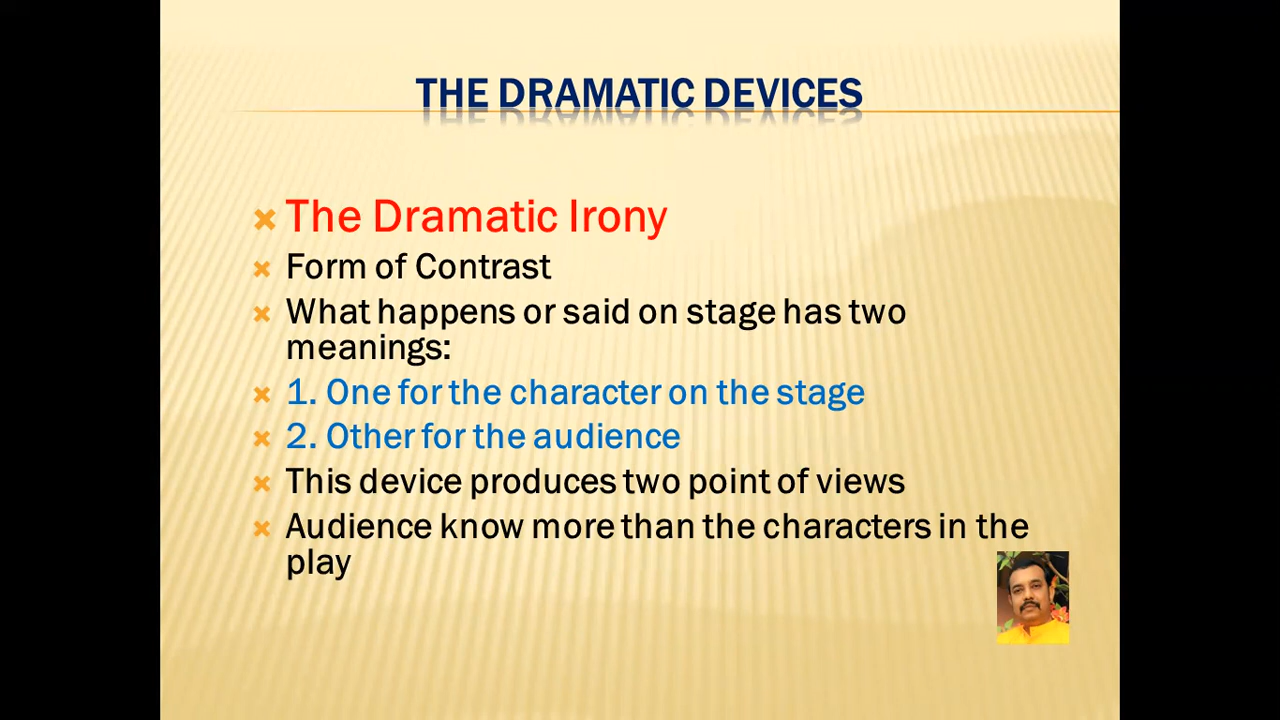 THE DRAMATIC DEVICES
The Dramatic Irony
Form of Contrast
What happens or said on stage has two
meanings:
1. One for the character on the stage
2. Other for the audience
This device produces two point of views
Audience know more than the characters in the
play